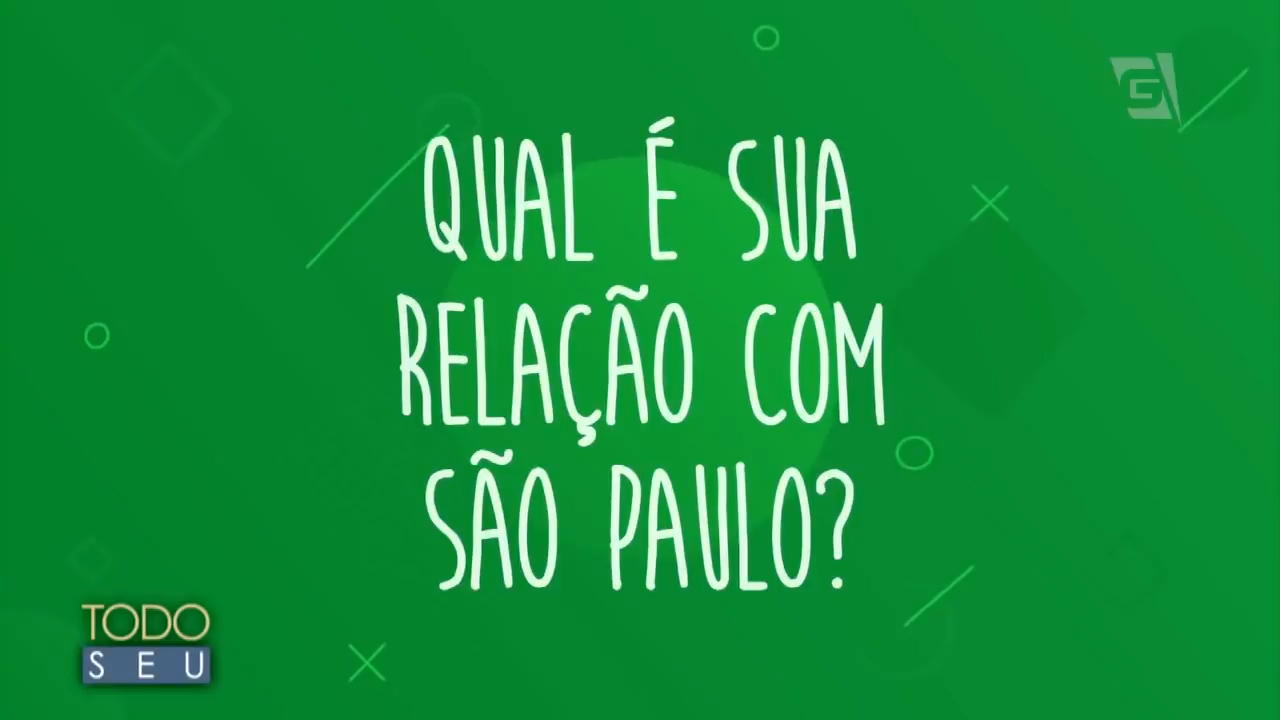 QUAL É SUA
RELAÇÃO COM
SÃO PAULO?
TODO
SEU